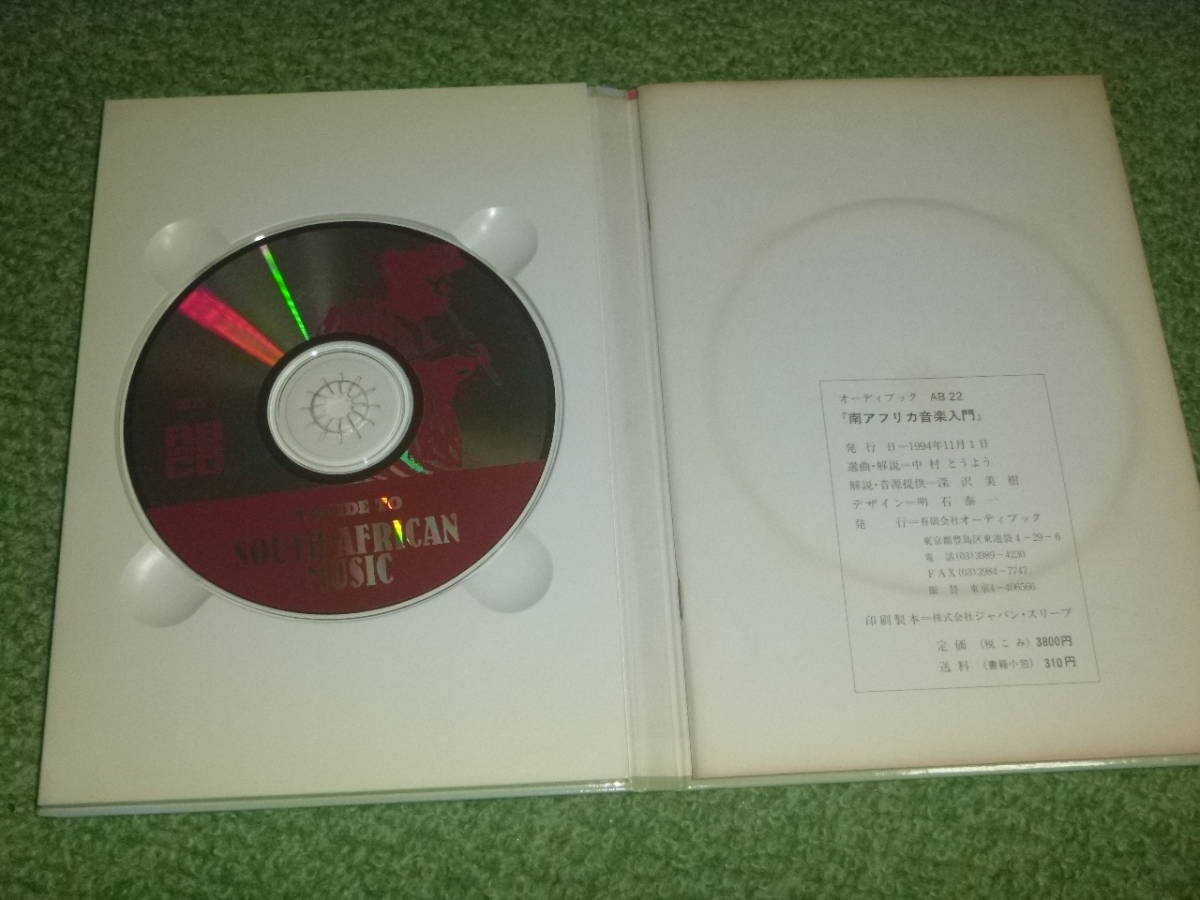 ABCD
GUIDE TO
SOUTH AFRICAN
MUSIC
オーディブック AB 22
『南アフリカ音楽入門』
発行日=1994年11月1日
選曲・解説=中村とうよう
解説・音源提供=深沢美樹
デザイン=明石泰一
発行=有限会社オーディブック
東京都豊島区東池袋4-29-6
電話(03)3989-4230
FAX(03)3984-7747
振替 東京4-406566
印刷製本=株式会社ジャパン・スリーブ
定価(税こみ)3800円
送料(書籍小包)310円